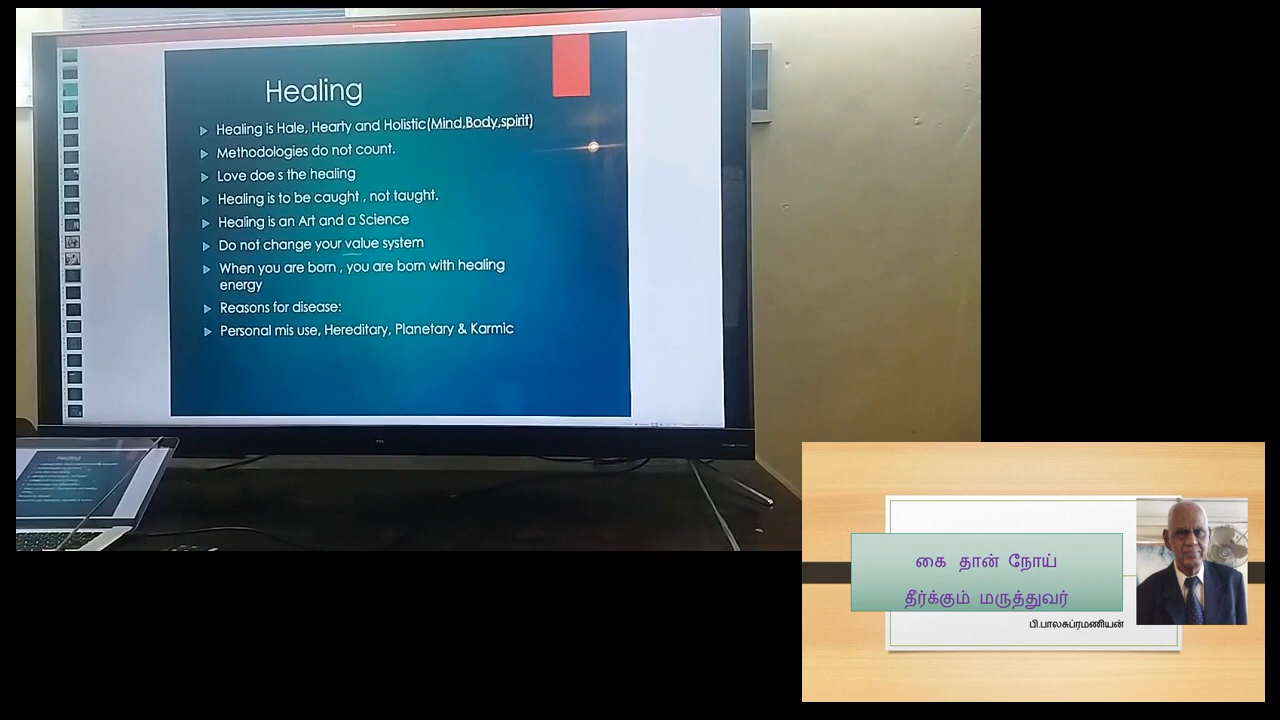 Healing
Healing is Hale, Hearty and Holistic(Mind,Body,spirit)
Methodologies do not count.
Love doe s the healing
Healing is to be caught , not taught.
Healing is an Art and a Science
Do not change your value system
When you are born , you are born with healing
energy
Reasons for disease:
Personal mis use, Hereditary, Planetary & Karmic
TCL
Healing
கை தான் நோய்
தீர்க்கும் மருத்துவர்
பி.பாலசுப்ரமணியன்